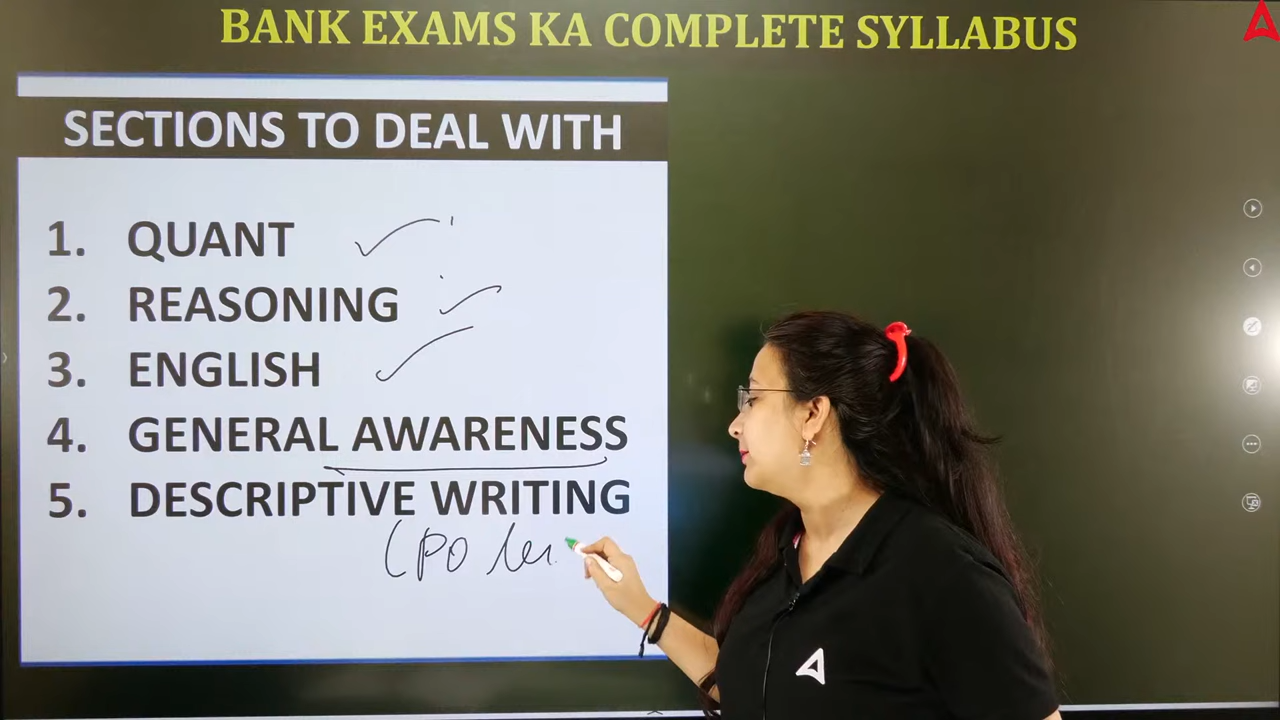 BANK EXAMS KA COMPLETE SYLLABUS
SECTIONS TO DEAL WITH
1. QUANT
2. REASONING
3. ENGLISH
4. GENERAL AWARENESS
5. DESCRIPTIVE WRITING
(PO